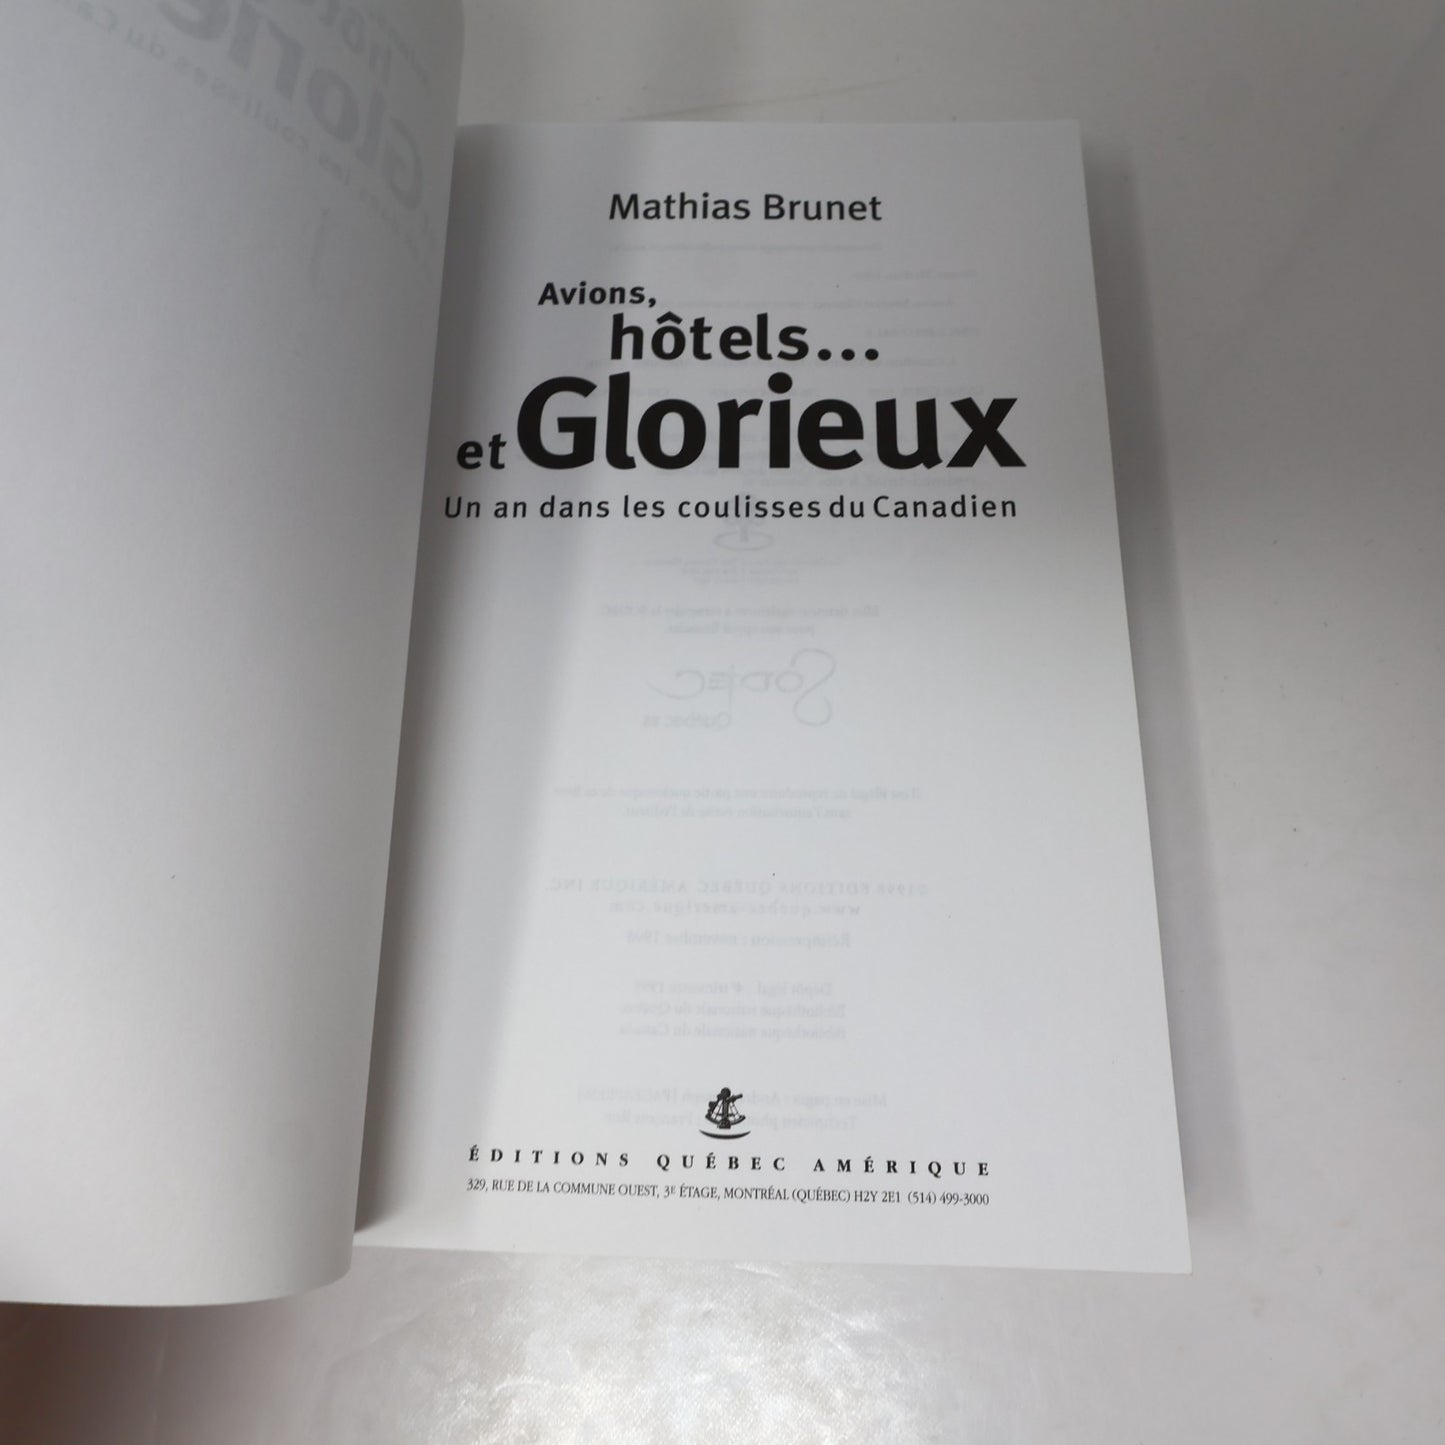 Mathias Brunet
Avions,
hôtels...
et Glorieux
Un an dans les coulisses du Canadien
ÉDITIONS QUÉBEC AMÉRIQUE
329, RUE DE LA COMMUNE OUEST, 3E ÉTAGE, MONTRÉAL (QUÉBEC) H2Y 2E1 (514) 499-3000